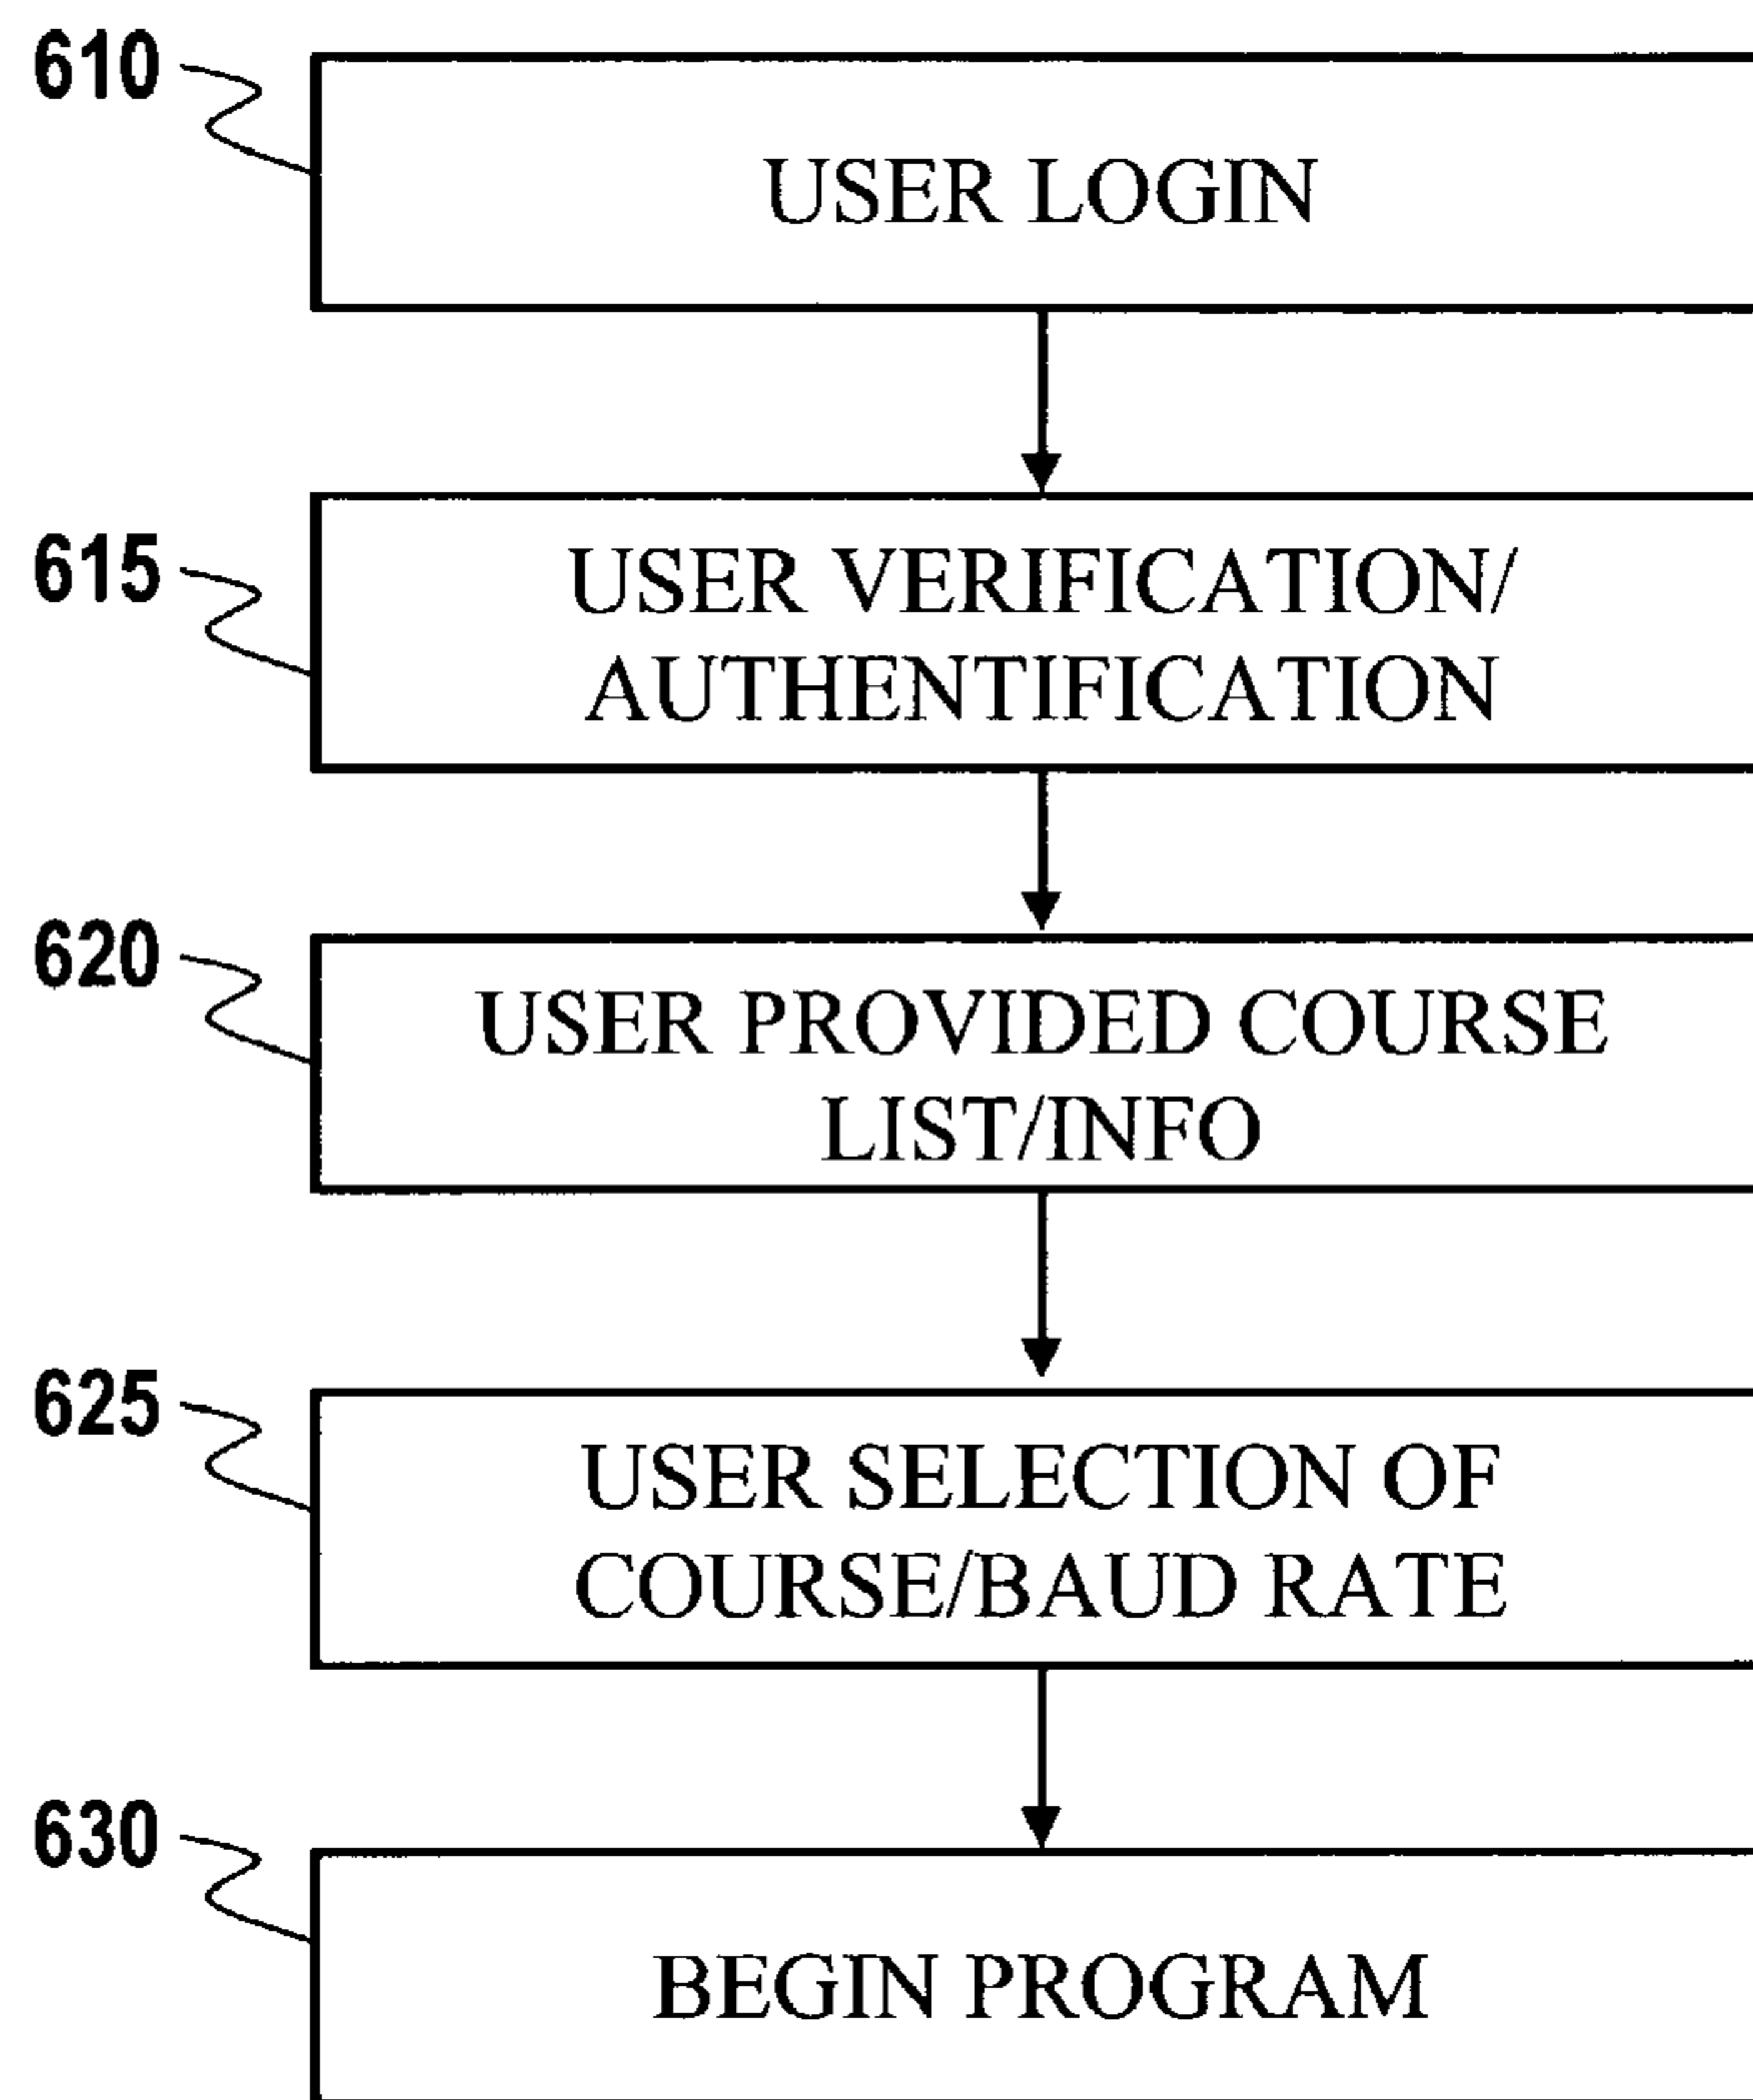 610
USER LOGIN
615
USER VERIFICATION/
AUTHENTIFICATION
620
USER PROVIDED COURSE
LIST/INFO
625
USER SELECTION OF
COURSE/BAUD RATE
630
BEGIN PROGRAM